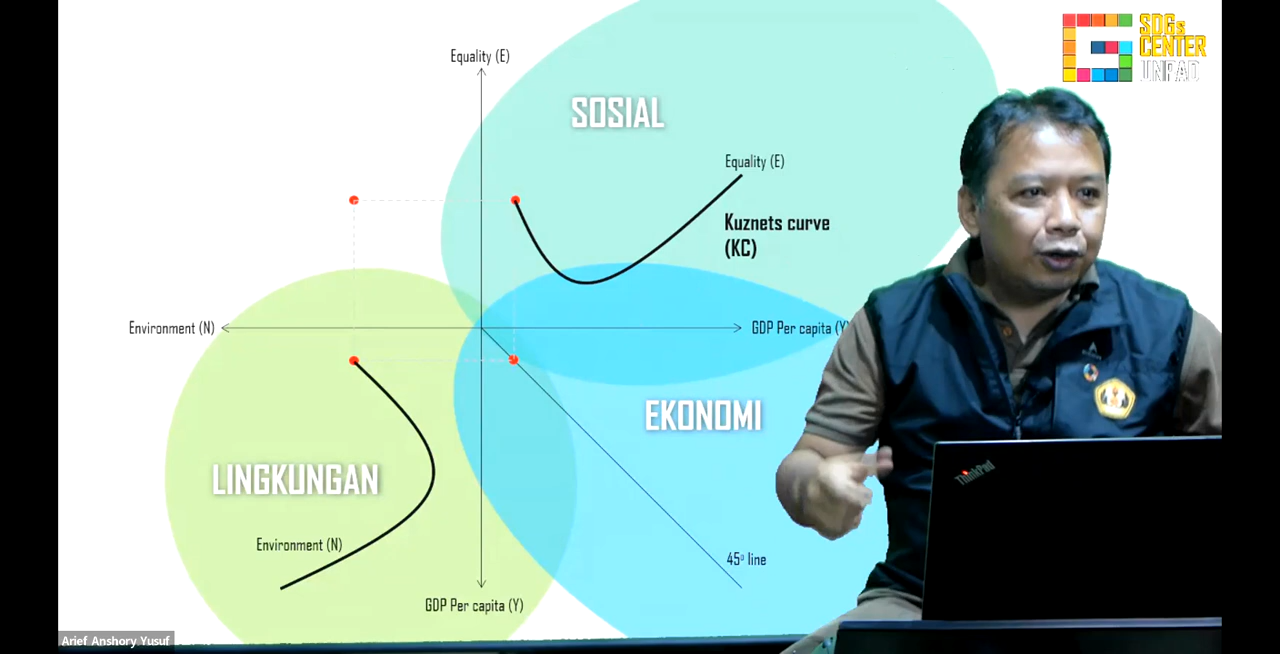 SDGs
CENTER
UNPAD
Equality (E)
SOSIAL
Equality (E)
Kuznets curve
(KC)
Environment (N)
GDP Per capita (Y)
EKONOMI
LINGKUNGAN
ThinkPad
Environment (N)
45º line
GDP Per capita (Y)
Arief Anshory Yusuf